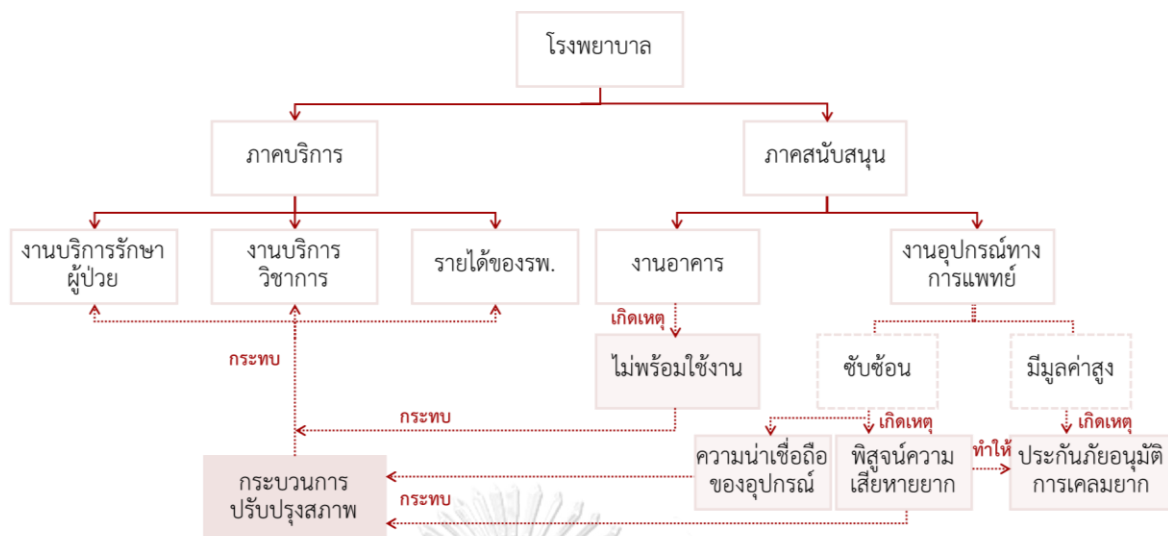 โรงพยาบาล
ภาคบริการ
ภาคสนับสนุน
งานบริการรักษา
ผู้ป่วย
งานบริการ
วิชาการ
รายได้ของรพ.
งานอาคาร
งานอุปกรณ์ทาง
การแพทย์
เกิดเหตุ
กระทบ
ไม่พร้อมใช้งาน
ซับซ้อน
มีมูลค่าสูง
กระทบ
เกิดเหตุ
เกิดเหตุ
ความน่าเชื่อถือ
ของอุปกรณ์
พิสูจน์ความ
เสียหายยาก
ทำให้
ประกันภัยอนุมัติ
การเคลมยาก
กระบวนการ
ปรับปรุงสภาพ
กระทบ